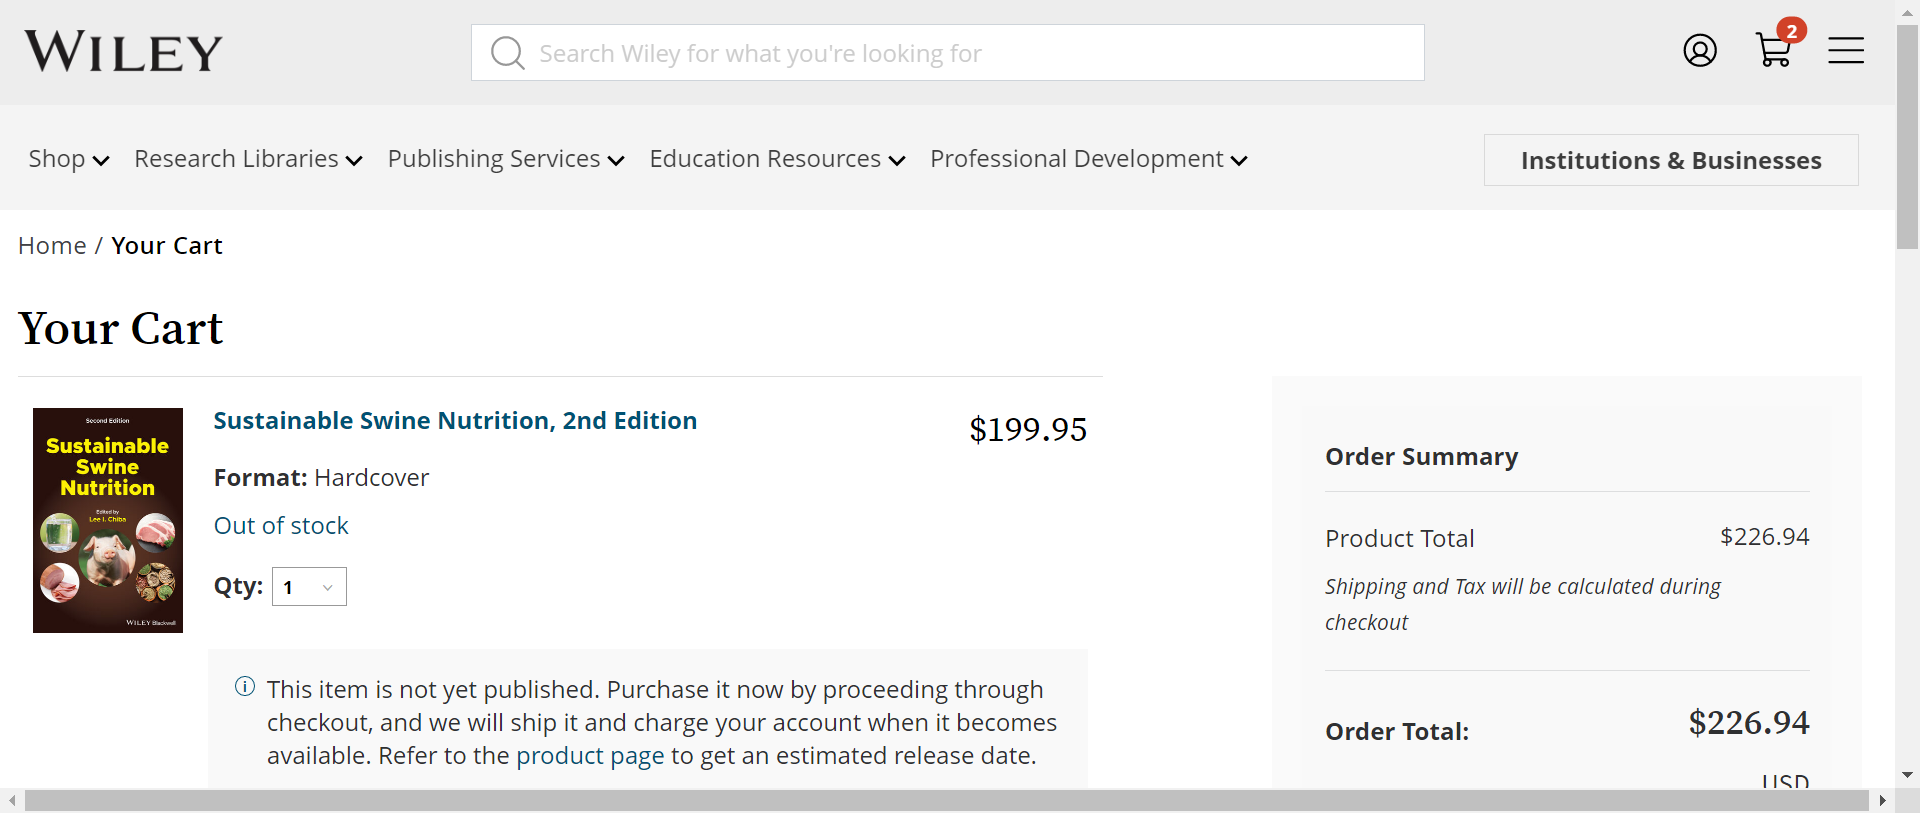 WILEY
Search Wiley for what you're looking for
2
Shop
Research Libraries
Publishing Services
Education Resources
Professional Development
Institutions & Businesses
Home / Your Cart
Your Cart
Second Edition
Sustainable
Swine
Nutrition
Edited by
Lee I. Chiba
WILEY Blackwell
Sustainable Swine Nutrition, 2nd Edition
$199.95
Format: Hardcover
Out of stock
Qty: 1
This item is not yet published. Purchase it now by proceeding through
checkout, and we will ship it and charge your account when it becomes
available. Refer to the product page to get an estimated release date.
Order Summary
Product Total $226.94
Shipping and Tax will be calculated during
checkout
Order Total: $226.94
USD